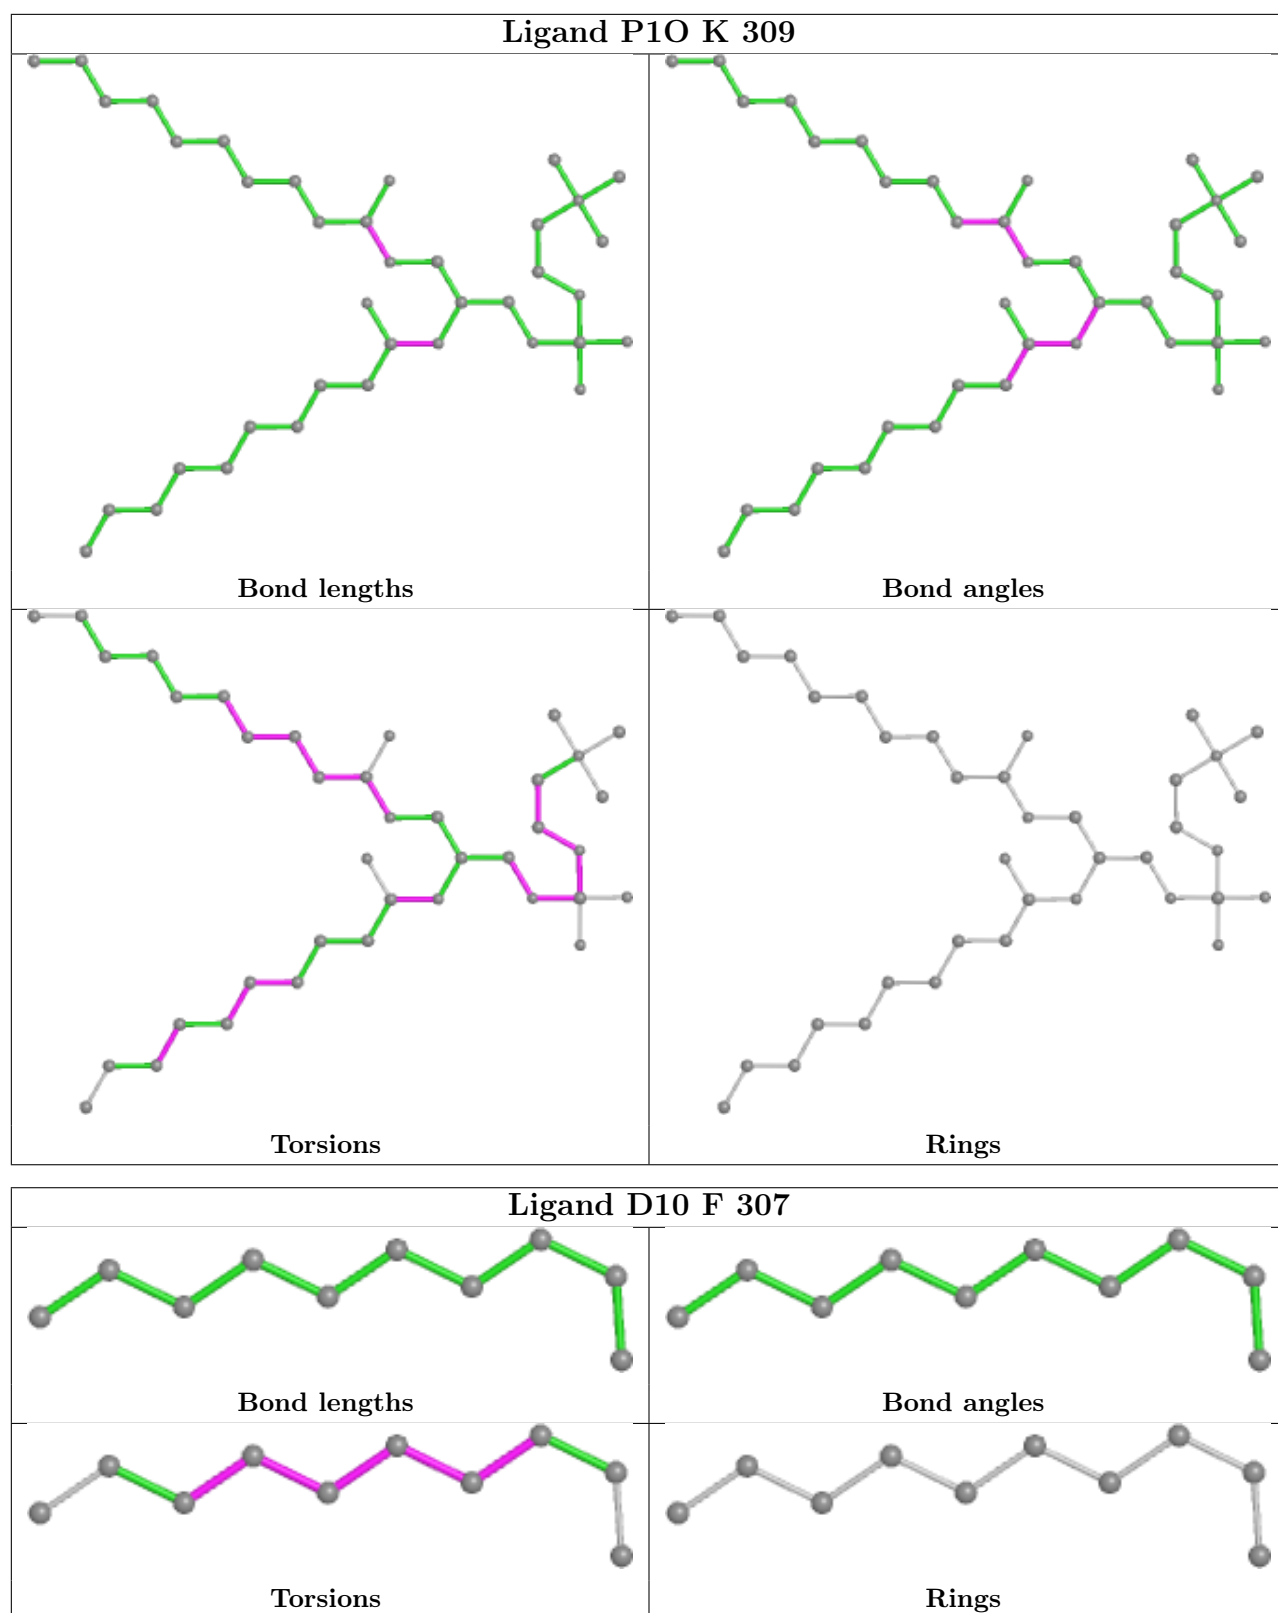 Ligand P1O K 309
Bond lengths
Bond angles
Torsions
Rings
Ligand D10 F 307
Bond lengths
Bond angles
Torsions
Rings